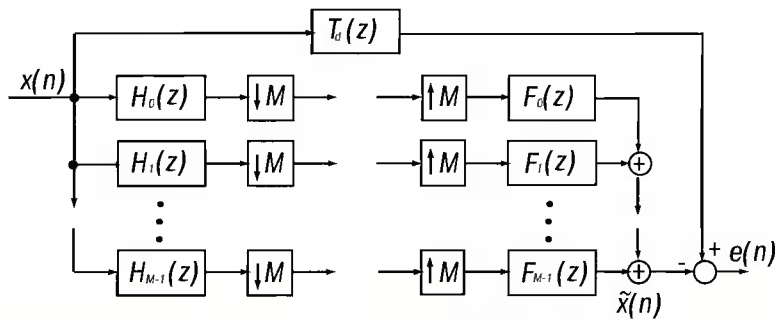 T_d(z)
x(n)
H_0(z) ↓M ↑M F_0(z)
H_1(z) ↓M ↑M F_1(z)
+
H_{M-1}(z) ↓M ↑M F_{M-1}(z) + - + e(n)
x̃(n)